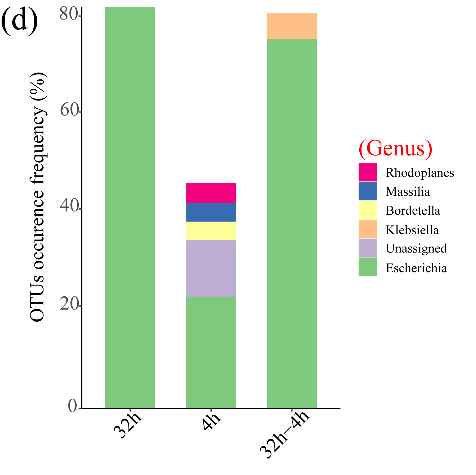 (d)
OTUs occurence frequency (%)
80
60
40
20
0
32h
4h
32h−4h
(Genus)
Rhodoplanes
Massilia
Bordetella
Klebsiella
Unassigned
Escherichia